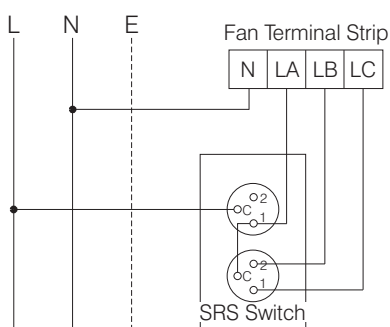 L N E
Fan Terminal Strip
N LA LB LC
2
C
1
2
C
1
SRS Switch